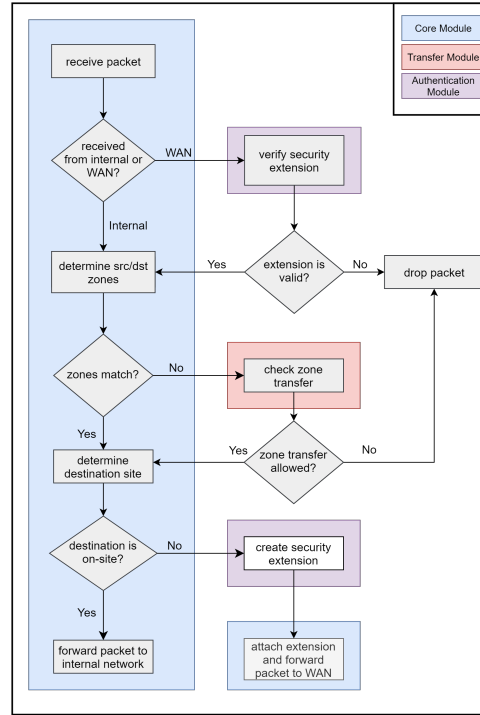 Core Module
receive packet
Transfer Module
Authentication
Module
received
from internal or
WAN?
WAN
verify security
extension
Internal
determine src/dst
zones
Yes
extension is
valid?
No
drop packet
zones match?
No
check zone
transfer
Yes
determine
destination site
Yes
zone transfer
allowed?
No
destination is
on-site?
No
create security
extension
Yes
forward packet to
internal network
attach extension
and forward
packet to WAN